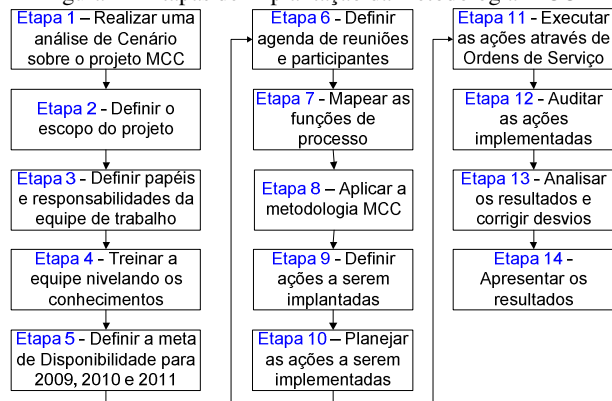 Etapa 1 – Realizar uma
análise de Cenário
sobre o projeto MCC
Etapa 2 - Definir o
escopo do projeto
Etapa 3 - Definir papéis
e responsabilidades da
equipe de trabalho
Etapa 4 - Treinar a
equipe nivelando os
conhecimentos
Etapa 5 - Definir a meta
de Disponibilidade para
2009, 2010 e 2011
Etapa 6 - Definir
agenda de reuniões
e participantes
Etapa 7 - Mapear as
funções de
processo
Etapa 8 – Aplicar a
metodologia MCC
Etapa 9 - Definir
ações a serem
implantadas
Etapa 10 – Planejar
as ações a serem
implementadas
Etapa 11 - Executar
as ações através de
Ordens de Serviço
Etapa 12 - Auditar
as ações
implementadas
Etapa 13 - Analisar
os resultados e
corrigir desvios
Etapa 14 -
Apresentar os
resultados